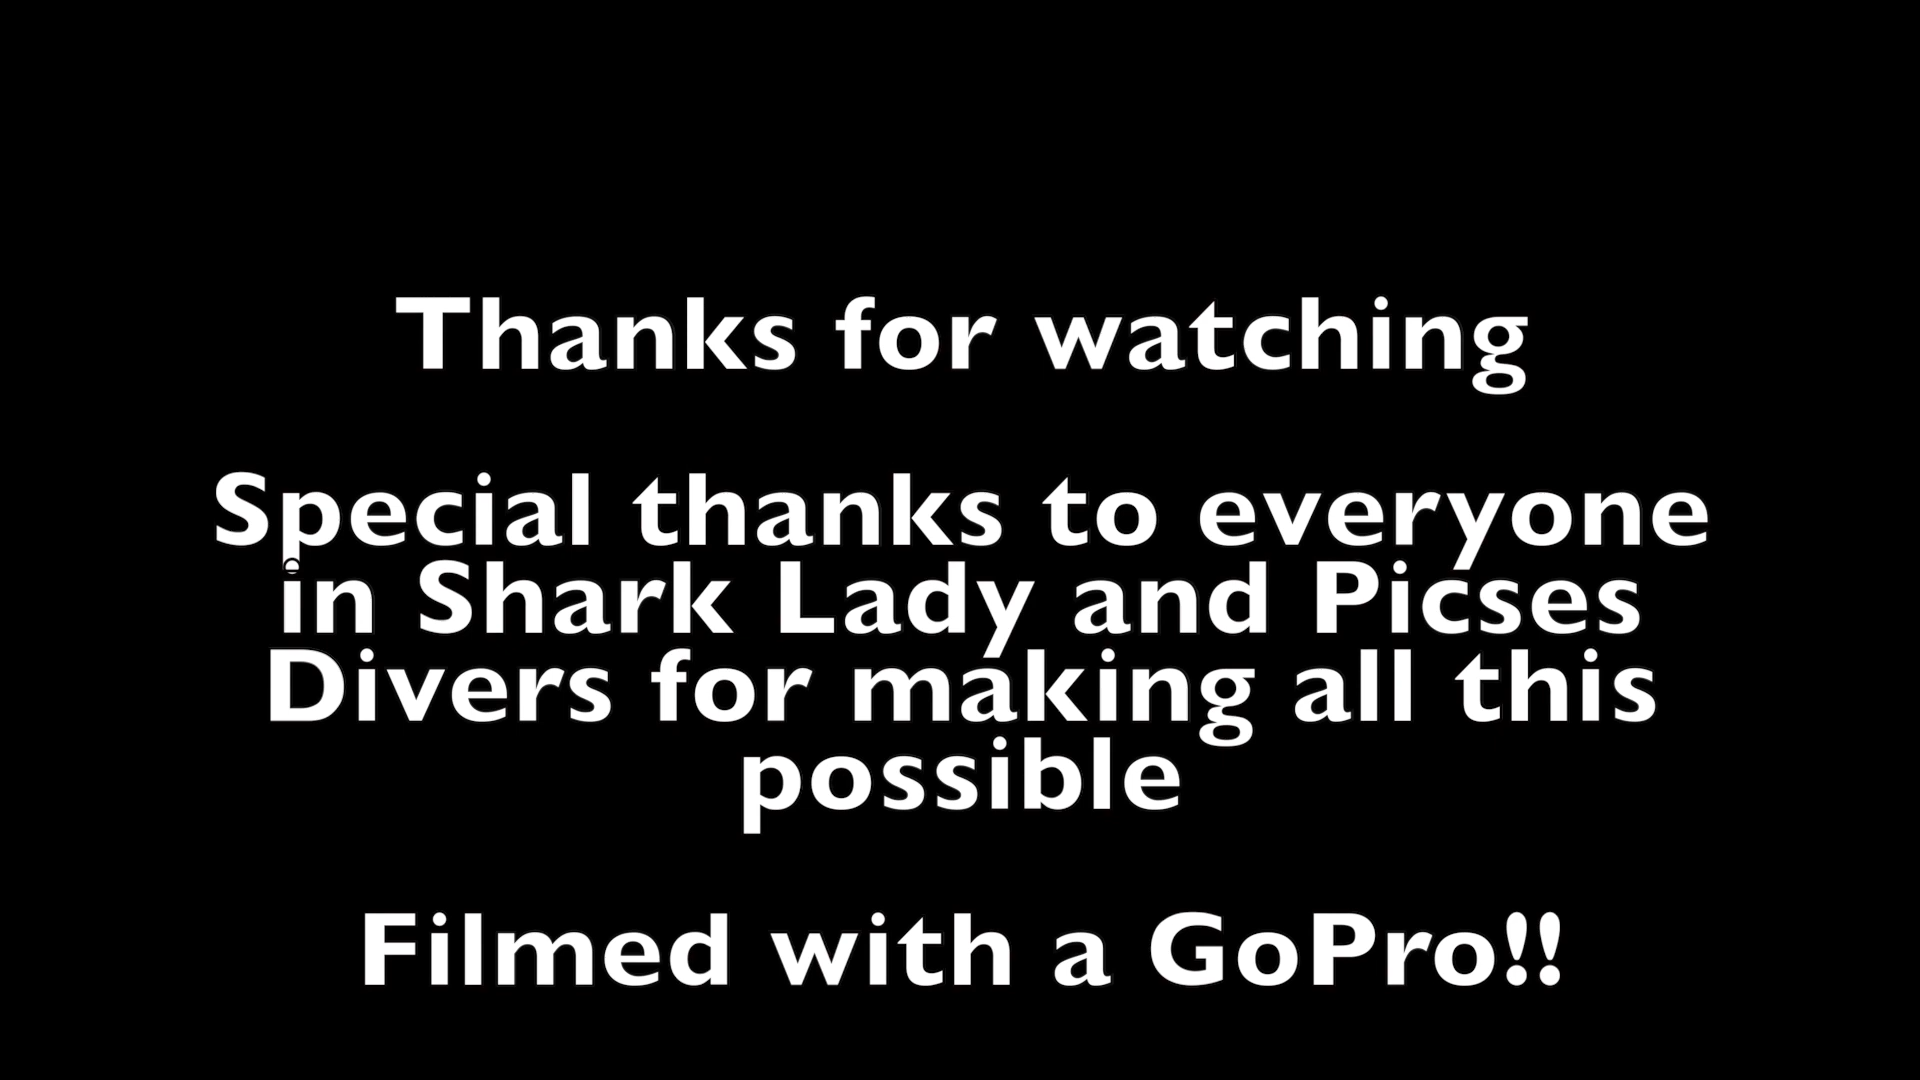 Thanks for watching
Special thanks to everyone
in Shark Lady and Picses
Divers for making all this
possible
Filmed with a GoPro!!